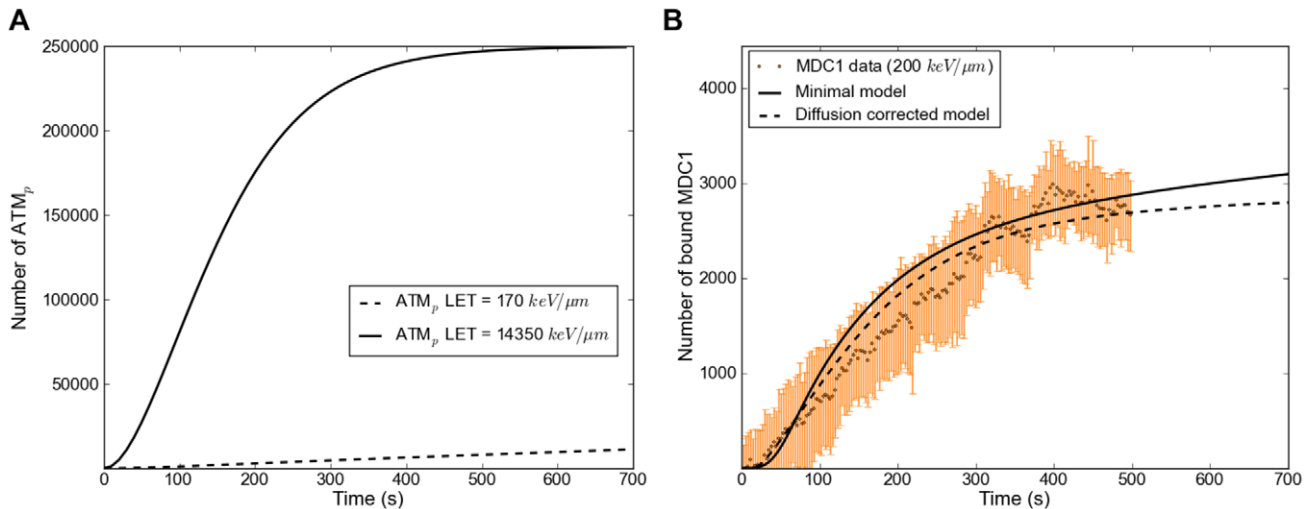 A
Number of ATMp
250000
200000
150000
100000
50000
0 100 200 300 400 500 600 700
Time (s)
ATMp LET = 170 keV/μm
ATMp LET = 14350 keV/μm
B
Number of bound MDC1
4000
3000
2000
1000
0 100 200 300 400 500 600 700
Time (s)
MDC1 data (200 keV/μm)
Minimal model
Diffusion corrected model